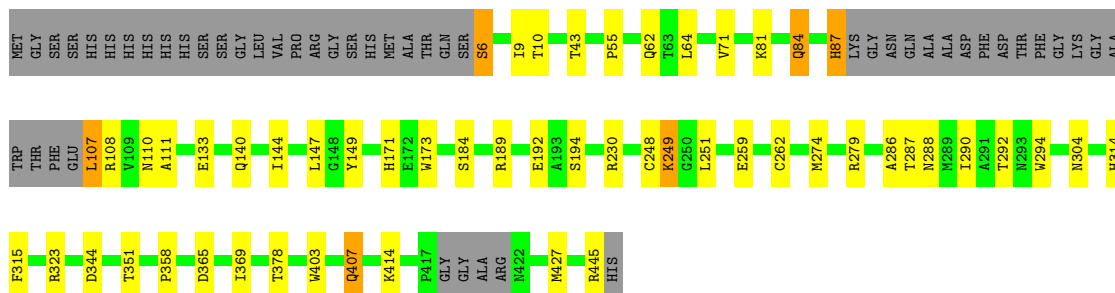 MET GLY SER SER HIS HIS HIS HIS HIS HIS SER SER GLY LEU VAL PRO ARG GLY SER HIS MET ALA THR GLN SER S6 I9 T10 T43 P55 Q62 T63 L64 V71 K81 Q84 H87 LYS GLY ASN GLN ALA ALA ASP PHE ASP THR PHE GLY LYS GLY ALA
TRP THR PHE GLU L107 R108 V109 N110 A111 E133 Q140 I144 L147 G148 Y149 H171 E172 W173 S184 R189 E192 A193 S194 R230 C248 K249 G250 L251 E259 C262 M274 R279 A286 T287 N288 M289 I290 A291 T292 N293 W294 N304 H314
F315 R323 D344 T351 P358 D365 I369 T378 W403 Q407 K414 P417 GLY GLY ALA ARG N422 M427 R445 HIS